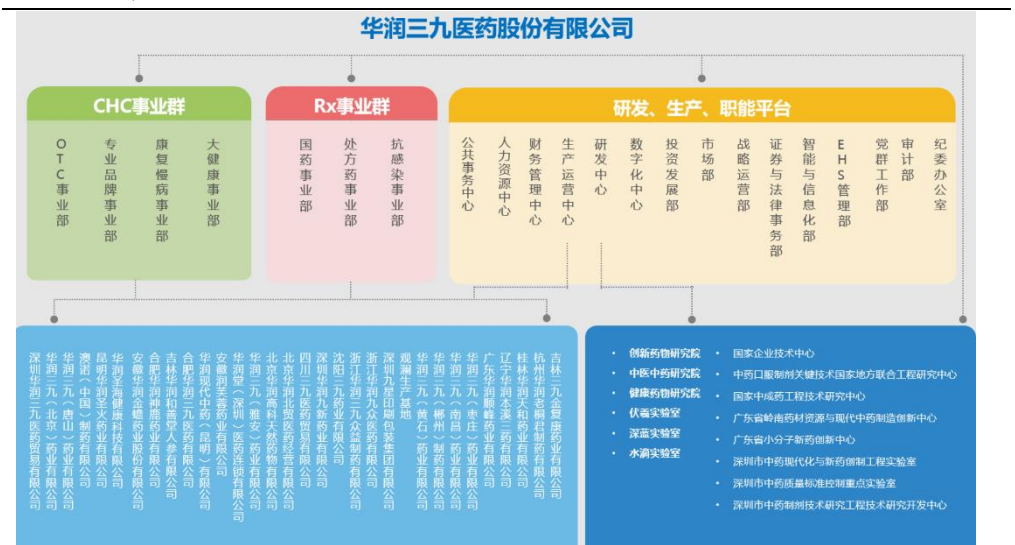 华润三九医药股份有限公司
CHC事业群
OTC事业部
专业品牌事业部
康复慢病事业部
大健康事业部
Rx事业群
国药事业部
处方药事业部
抗感染事业部
研发、生产、职能平台
公共事务中心
人力资源中心
财务管理中心
生产运营中心
研发中心
数字化中心
投资发展部
市场部
战略运营部
证券与法律事务部
智能与信息化部
EHS管理部
党群工作部
审计部
纪委办公室
深圳华润三九医药贸易有限公司
华润三九（北京）药业有限公司
华润三九（唐山）药业有限公司
澳诺（中国）制药有限公司
昆明华润圣火药业有限公司
华润圣海健康科技有限公司
安徽华润金蟾药业股份有限公司
合肥华润神鹿药业有限公司
吉林华润和善堂人参有限公司
合肥华润三九医药有限公司
华润现代中药（昆明）有限公司
安徽润芙蓉药业有限公司
华润堂（深圳）医药连锁有限公司
华润三九（雅安）药业有限公司
北京华润高科天然药物有限公司
北京华润北贸医药经营有限公司
四川三九医药贸易有限公司
深圳华润九新药业有限公司
沈阳三九药业有限公司
浙江华润三九众益制药有限公司
浙江华润九众医药有限公司
深圳九星印刷包装集团有限公司
观澜生产基地
华润三九（黄石）药业有限公司
华润三九（郴州）制药有限公司
华润三九（南昌）药业有限公司
华润三九（枣庄）药业有限公司
广东华润顺峰药业有限公司
辽宁华润本溪三药有限公司
桂林华润天和药业有限公司
杭州华润老桐君制药有限公司
吉林三九金复康药业有限公司
• 创新药物研究院
• 中医中药研究院
• 健康药物研究院
• 伏羲实验室
• 深蓝实验室
• 水滴实验室
• 国家企业技术中心
• 中药口服制剂关键技术国家地方联合工程研究中心
• 国家中成药工程技术研究中心
• 广东省岭南药材资源与现代中药制造创新中心
• 广东省小分子新药创新中心
• 深圳市中药现代化与新药创制工程实验室
• 深圳市中药质量标准控制重点实验室
• 深圳市中药制剂技术研究工程技术研究开发中心